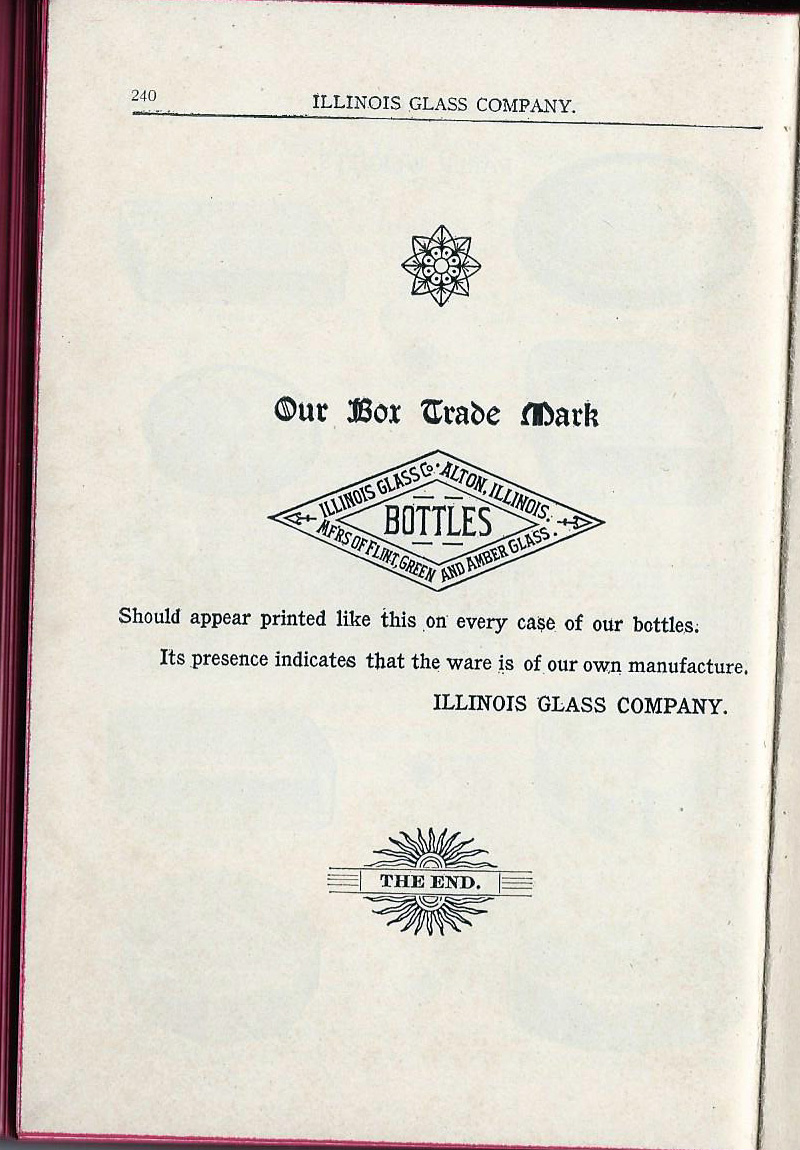 240
ILLINOIS GLASS COMPANY.
Our Box Trade Mark
ILLINOIS GLASS Co. ALTON, ILLINOIS.
BOTTLES
M'F'RS OF FLINT, GREEN AND AMBER GLASS.
Should appear printed like this on every case of our bottles.
Its presence indicates that the ware is of our own manufacture.
ILLINOIS GLASS COMPANY.
THE END.